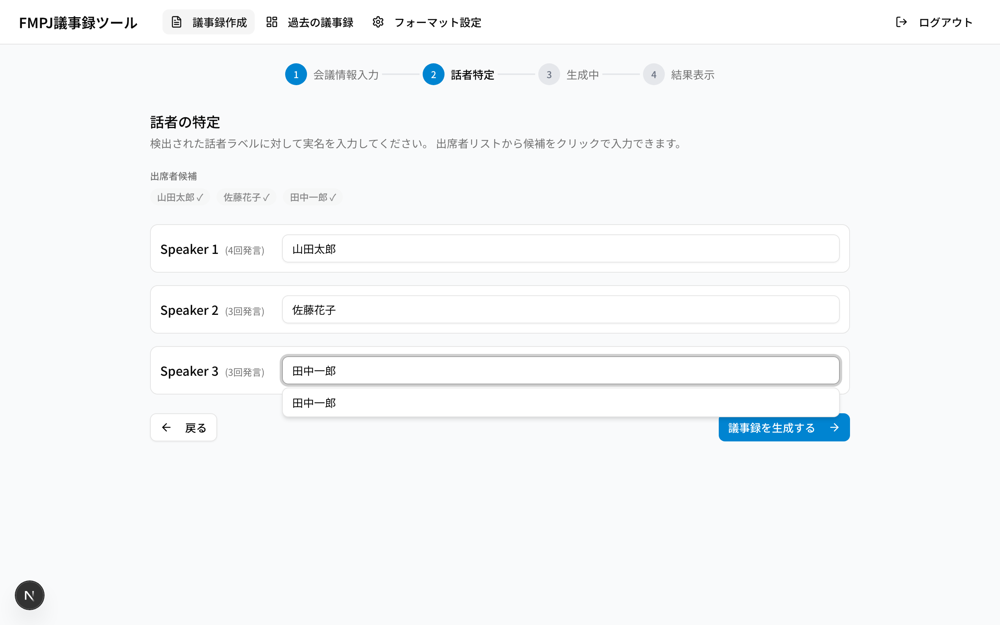 FMPJ議事録ツール 議事録作成 過去の議事録 フォーマット設定 ログアウト
1 会議情報入力 2 話者特定 3 生成中 4 結果表示
話者の特定
検出された話者ラベルに対して実名を入力してください。 出席者リストから候補をクリックで入力できます。
出席者候補
山田太郎 ✓ 佐藤花子 ✓ 田中一郎 ✓
Speaker 1 (4回発言) 山田太郎
Speaker 2 (3回発言) 佐藤花子
Speaker 3 (3回発言) 田中一郎
田中一郎
← 戻る 議事録を生成する →
N